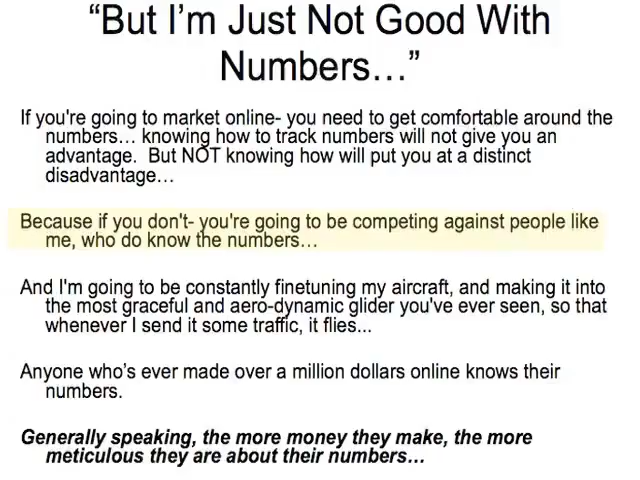 “But I’m Just Not Good With
Numbers…”
If you're going to market online- you need to get comfortable around the
numbers… knowing how to track numbers will not give you an
advantage.  But NOT knowing how will put you at a distinct
disadvantage…
Because if you don't- you're going to be competing against people like
me, who do know the numbers…
And I'm going to be constantly finetuning my aircraft, and making it into
the most graceful and aero-dynamic glider you've ever seen, so that
whenever I send it some traffic, it flies...
Anyone who’s ever made over a million dollars online knows their
numbers.
Generally speaking, the more money they make, the more
meticulous they are about their numbers…